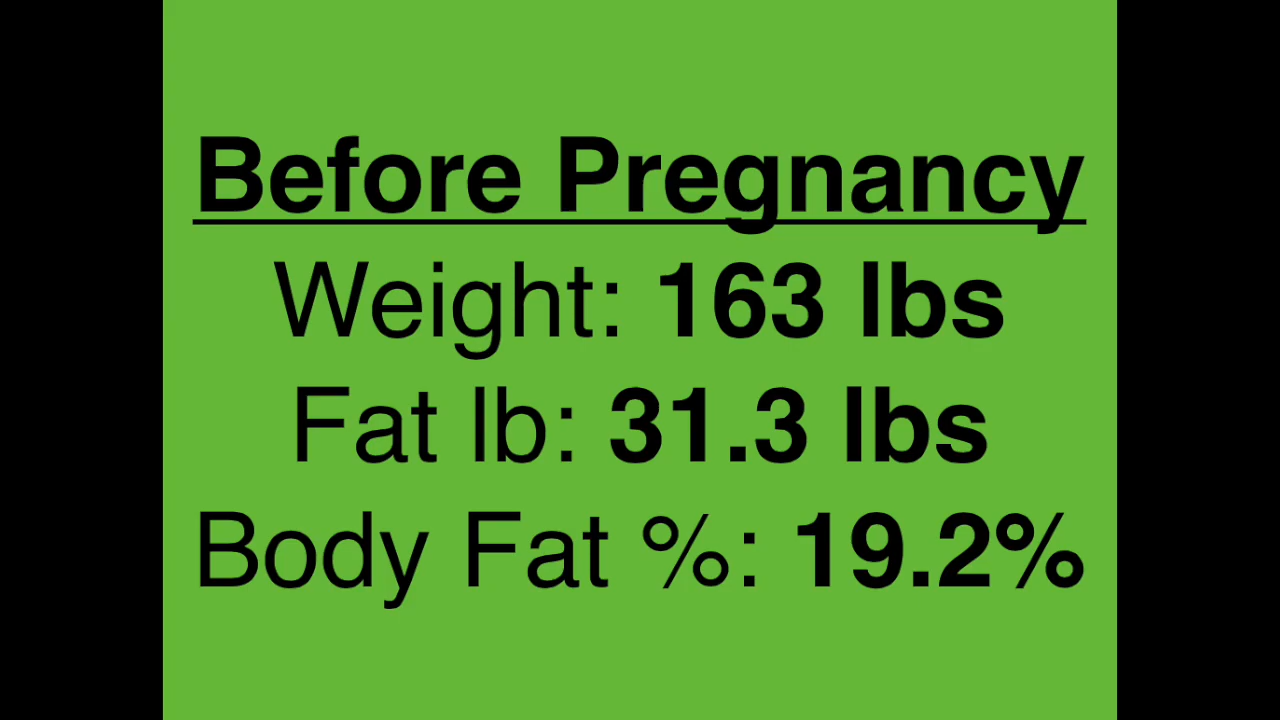 Before Pregnancy
Weight: 163 lbs
Fat lb: 31.3 lbs
Body Fat %: 19.2%